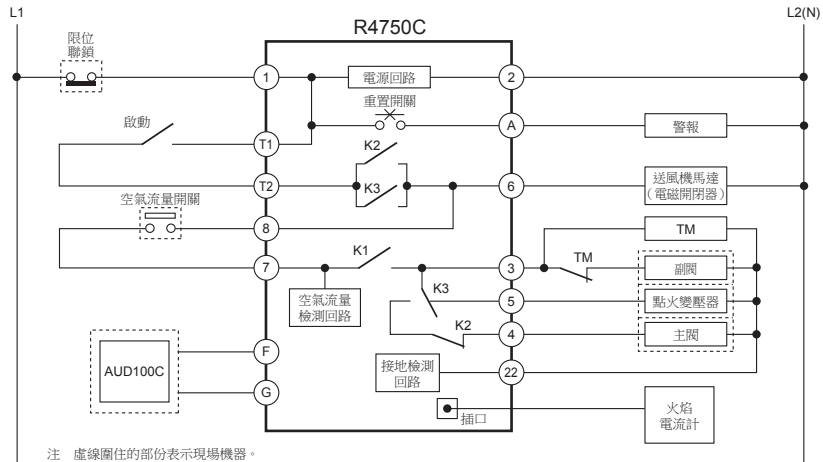 L1
L2(N)
R4750C
限位
聯鎖
1
電源回路
2
重置開關
A
警報
啟動
T1
K2
T2
K3
6
送風機馬達
（電磁開閉器）
空氣流量開關
8
TM
7
K1
3
TM
副閥
空氣流量
檢測回路
K3
5
點火變壓器
K2
4
主閥
AUD100C
F
G
接地檢測
回路
22
插口
火焰
電流計
注 虛線圍住的部份表示現場機器。